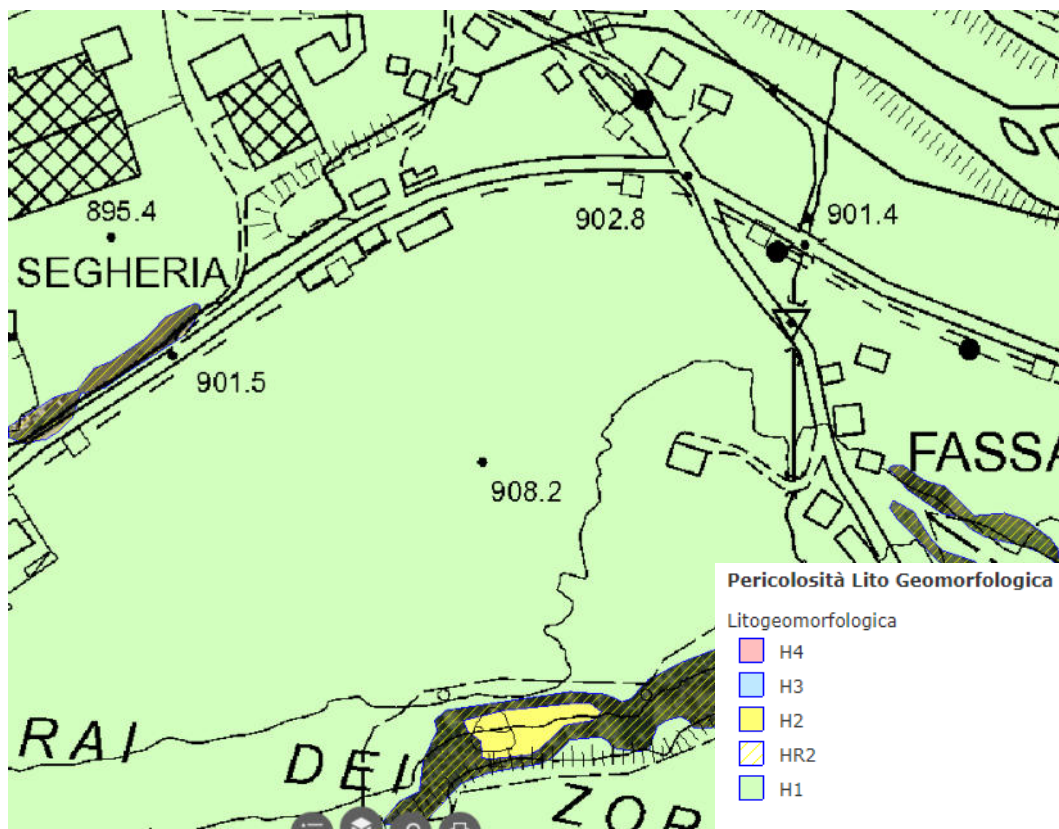 895.4
902.8
901.4
SEGHERIA
901.5
908.2
FASSA
RAI
DEI
ZOR
Pericolosità Lito Geomorfologica
Litogeomorfologica
H4
H3
H2
HR2
H1